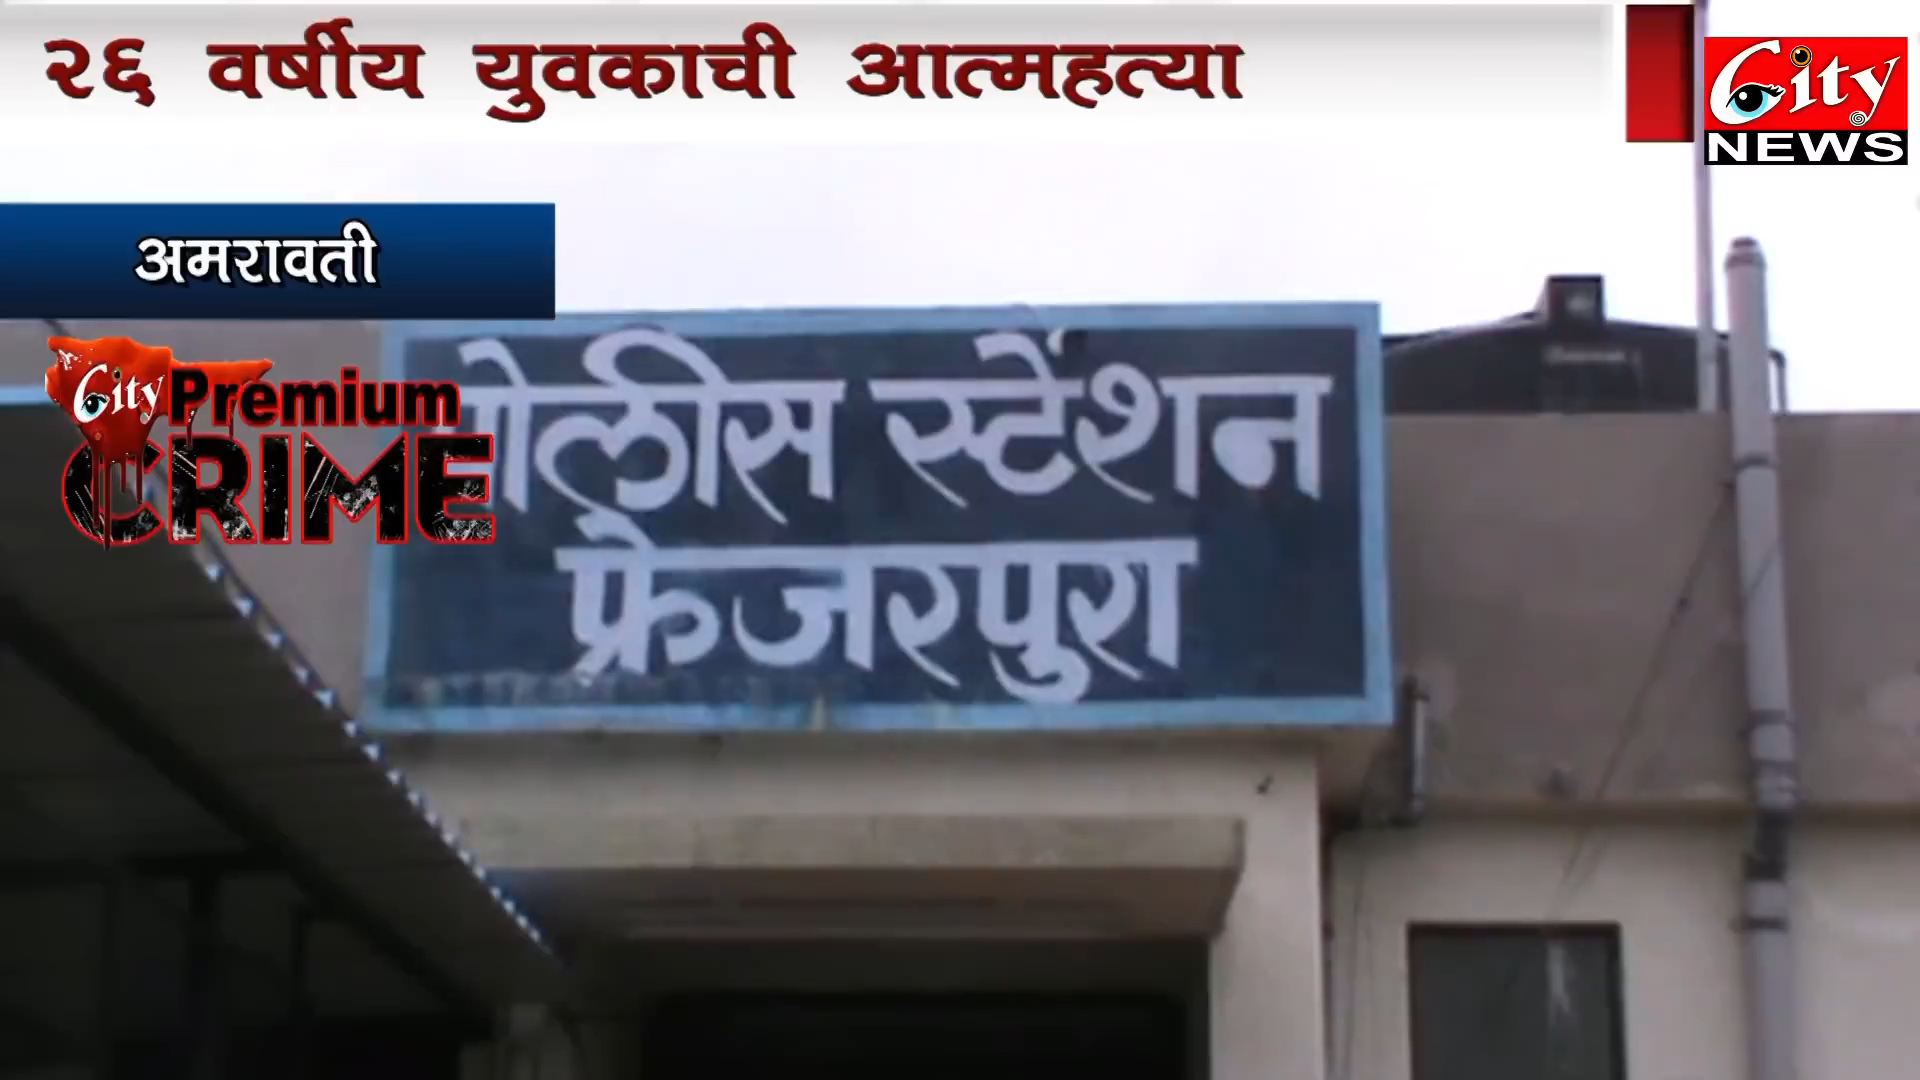 २६ वर्षीय युवकाची आत्महत्या
City
NEWS
अमरावती
City Premium
CRIME
पोलीस स्टेंशन
फ्रेजरपुरा